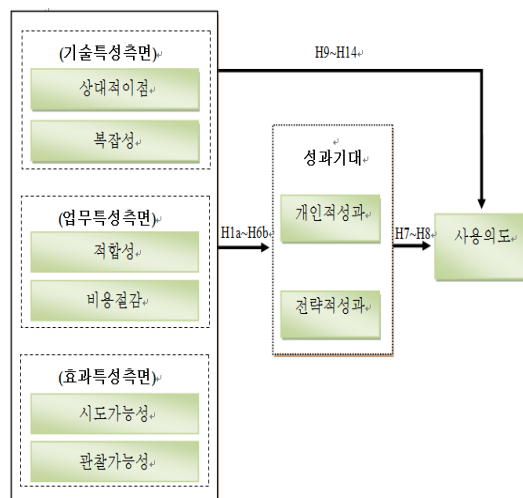 (기술특성측면)
상대적이점
복잡성
(업무특성측면)
적합성
비용절감
(효과특성측면)
시도가능성
관찰가능성
H1a~H6b
성과기대
개인적성과
전략적성과
H7~H8
H9~H14
사용의도